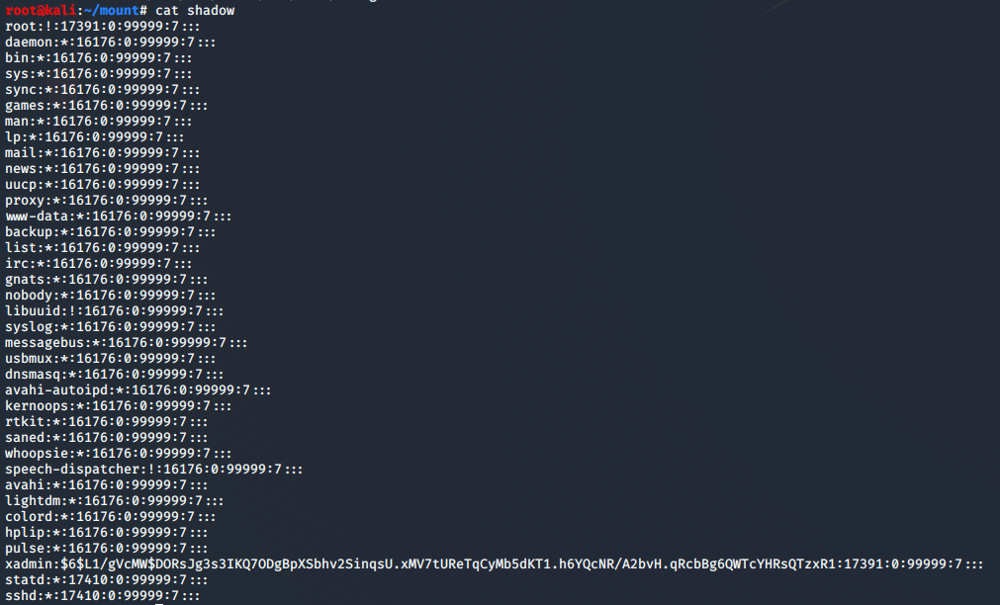 root@kali:~/mount# cat shadow
root:!:17391:0:99999:7:::
daemon:*:16176:0:99999:7:::
bin:*:16176:0:99999:7:::
sys:*:16176:0:99999:7:::
sync:*:16176:0:99999:7:::
games:*:16176:0:99999:7:::
man:*:16176:0:99999:7:::
lp:*:16176:0:99999:7:::
mail:*:16176:0:99999:7:::
news:*:16176:0:99999:7:::
uucp:*:16176:0:99999:7:::
proxy:*:16176:0:99999:7:::
www-data:*:16176:0:99999:7:::
backup:*:16176:0:99999:7:::
list:*:16176:0:99999:7:::
irc:*:16176:0:99999:7:::
gnats:*:16176:0:99999:7:::
nobody:*:16176:0:99999:7:::
libuuid:!:16176:0:99999:7:::
syslog:*:16176:0:99999:7:::
messagebus:*:16176:0:99999:7:::
usbmux:*:16176:0:99999:7:::
dnsmasq:*:16176:0:99999:7:::
avahi-autoipd:*:16176:0:99999:7:::
kernoops:*:16176:0:99999:7:::
rtkit:*:16176:0:99999:7:::
saned:*:16176:0:99999:7:::
whoopsie:*:16176:0:99999:7:::
speech-dispatcher:!:16176:0:99999:7:::
avahi:*:16176:0:99999:7:::
lightdm:*:16176:0:99999:7:::
colord:*:16176:0:99999:7:::
hplip:*:16176:0:99999:7:::
pulse:*:16176:0:99999:7:::
xadmin:$6$L1/gVcMW$DORsJg3s3IKQ7ODgBpXSbhv2SinqsU.xMV7tUReTqCyMb5dKT1.h6YQcNR/A2bvH.qRcbBg6QWTcYHRsQTzxR1:17391:0:99999:7:::
statd:*:17410:0:99999:7:::
sshd:*:17410:0:99999:7:::